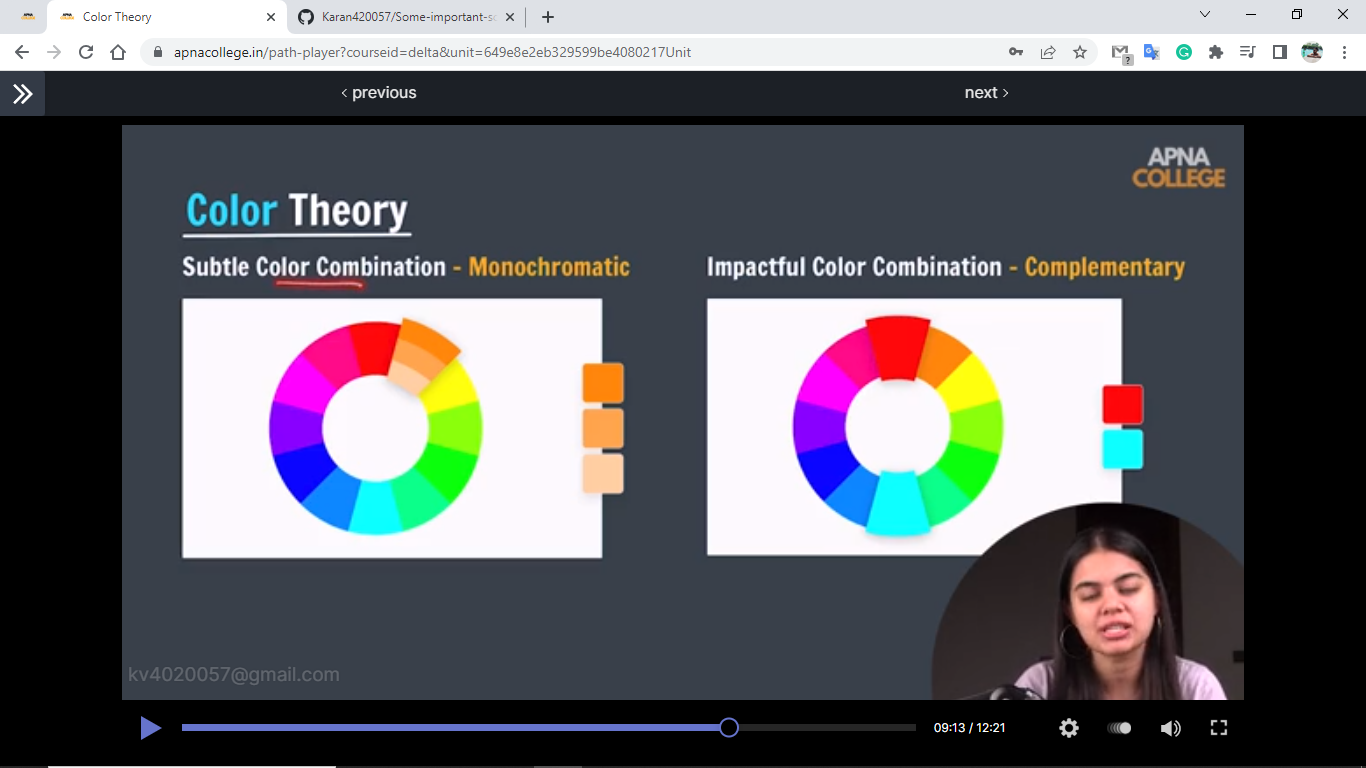 Color Theory
Karan420057/Some-important-sc
apnacollege.in/path-player?courseid=delta&unit=649e8e2eb329599be4080217Unit
‹ previous
next ›
APNA
COLLEGE
Color Theory
Subtle Color Combination - Monochromatic
Impactful Color Combination - Complementary
kv4020057@gmail.com
09:13 / 12:21